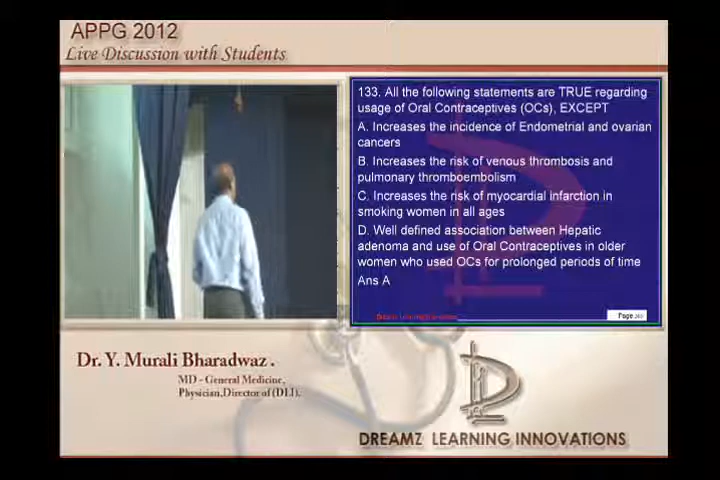 APPG 2012
Live Discussion with Students
133. All the following statements are TRUE regarding
usage of Oral Contraceptives (OCs), EXCEPT
A. Increases the incidence of Endometrial and ovarian
cancers
B. Increases the risk of venous thrombosis and
pulmonary thromboembolism
C. Increases the risk of myocardial infarction in
smoking women in all ages
D. Well defined association between Hepatic
adenoma and use of Oral Contraceptives in older
women who used OCs for prolonged periods of time
Ans A
Page
Dr. Y. Murali Bharadwaz .
MD - General Medicine,
Physician,Director of (DLI).
DREAMZ LEARNING INNOVATIONS